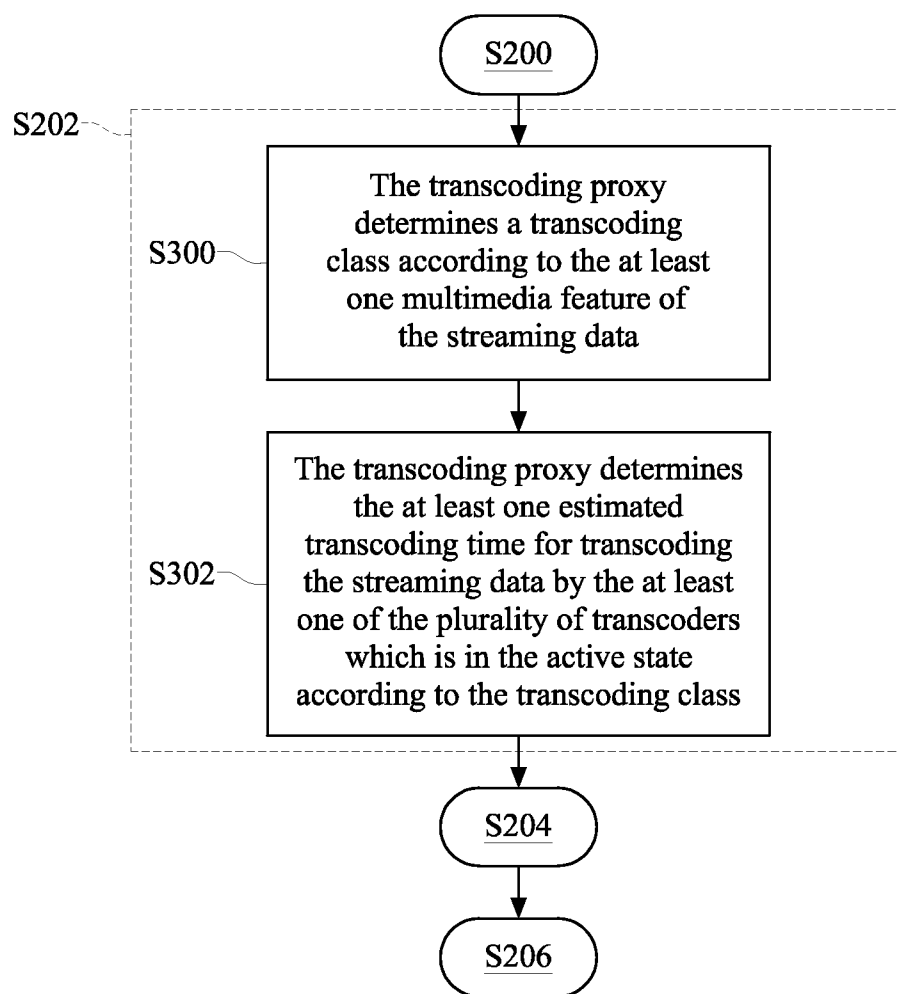 S200
S202
The transcoding proxy
determines a transcoding
class according to the at least
one multimedia feature of
the streaming data
S300
The transcoding proxy determines
the at least one estimated
transcoding time for transcoding
the streaming data by the at least
one of the plurality of transcoders
which is in the active state
according to the transcoding class
S302
S204
S206